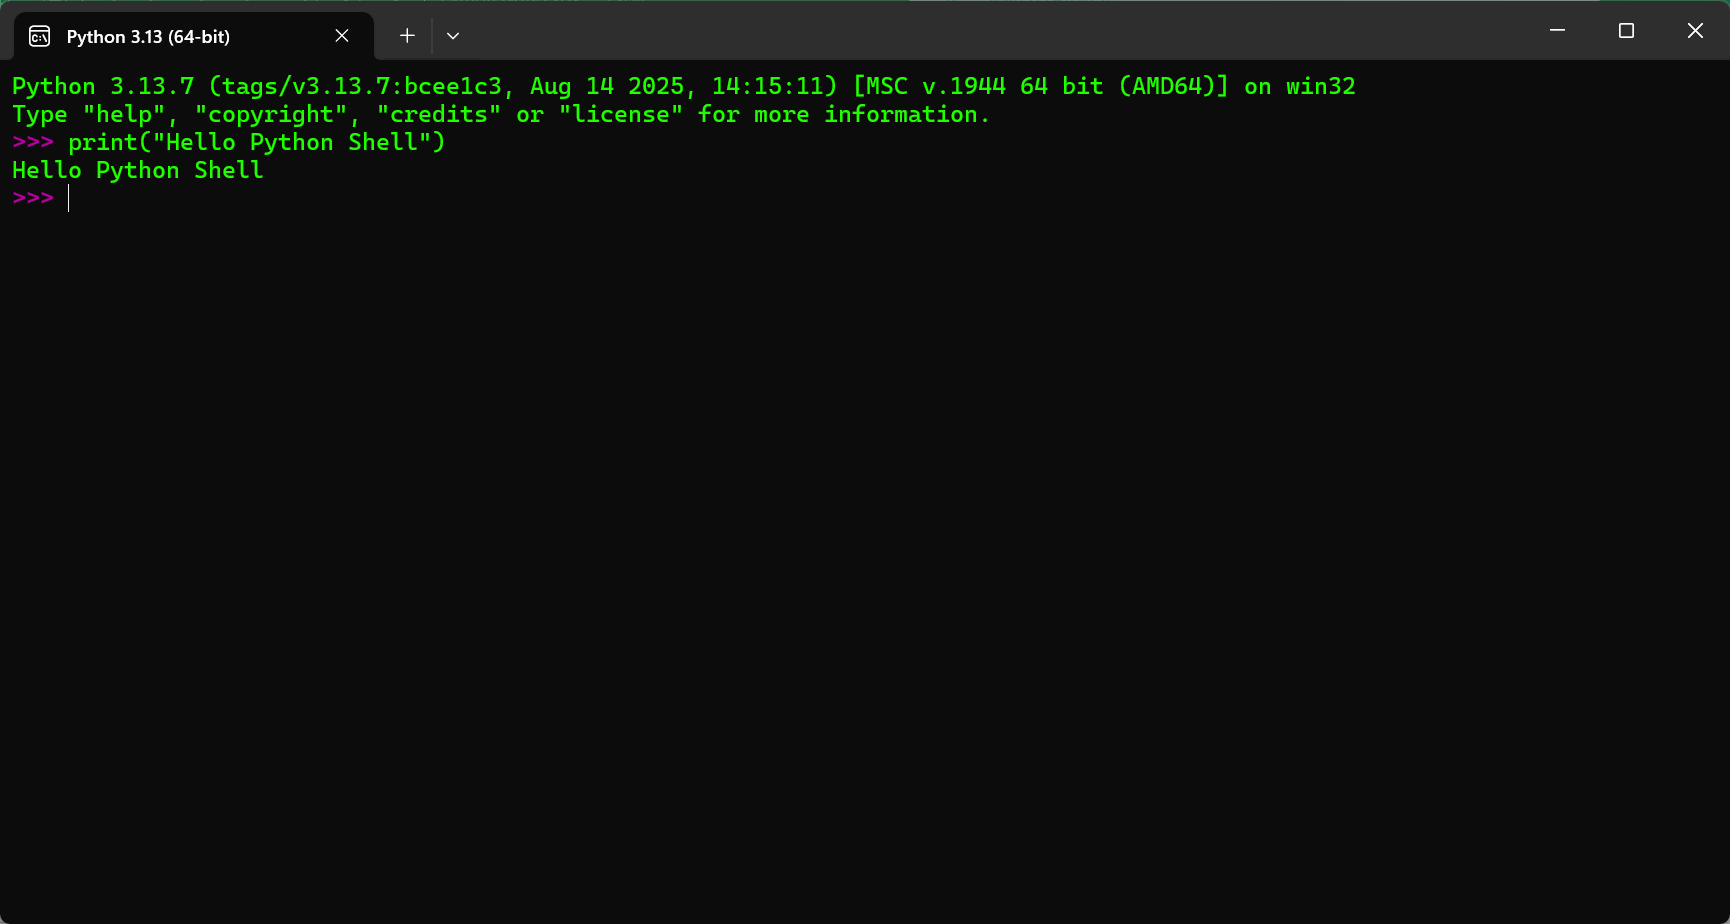 Python 3.13 (64-bit)
Python 3.13.7 (tags/v3.13.7:bcee1c3, Aug 14 2025, 14:15:11) [MSC v.1944 64 bit (AMD64)] on win32
Type "help", "copyright", "credits" or "license" for more information.
>>> print("Hello Python Shell")
Hello Python Shell
>>>